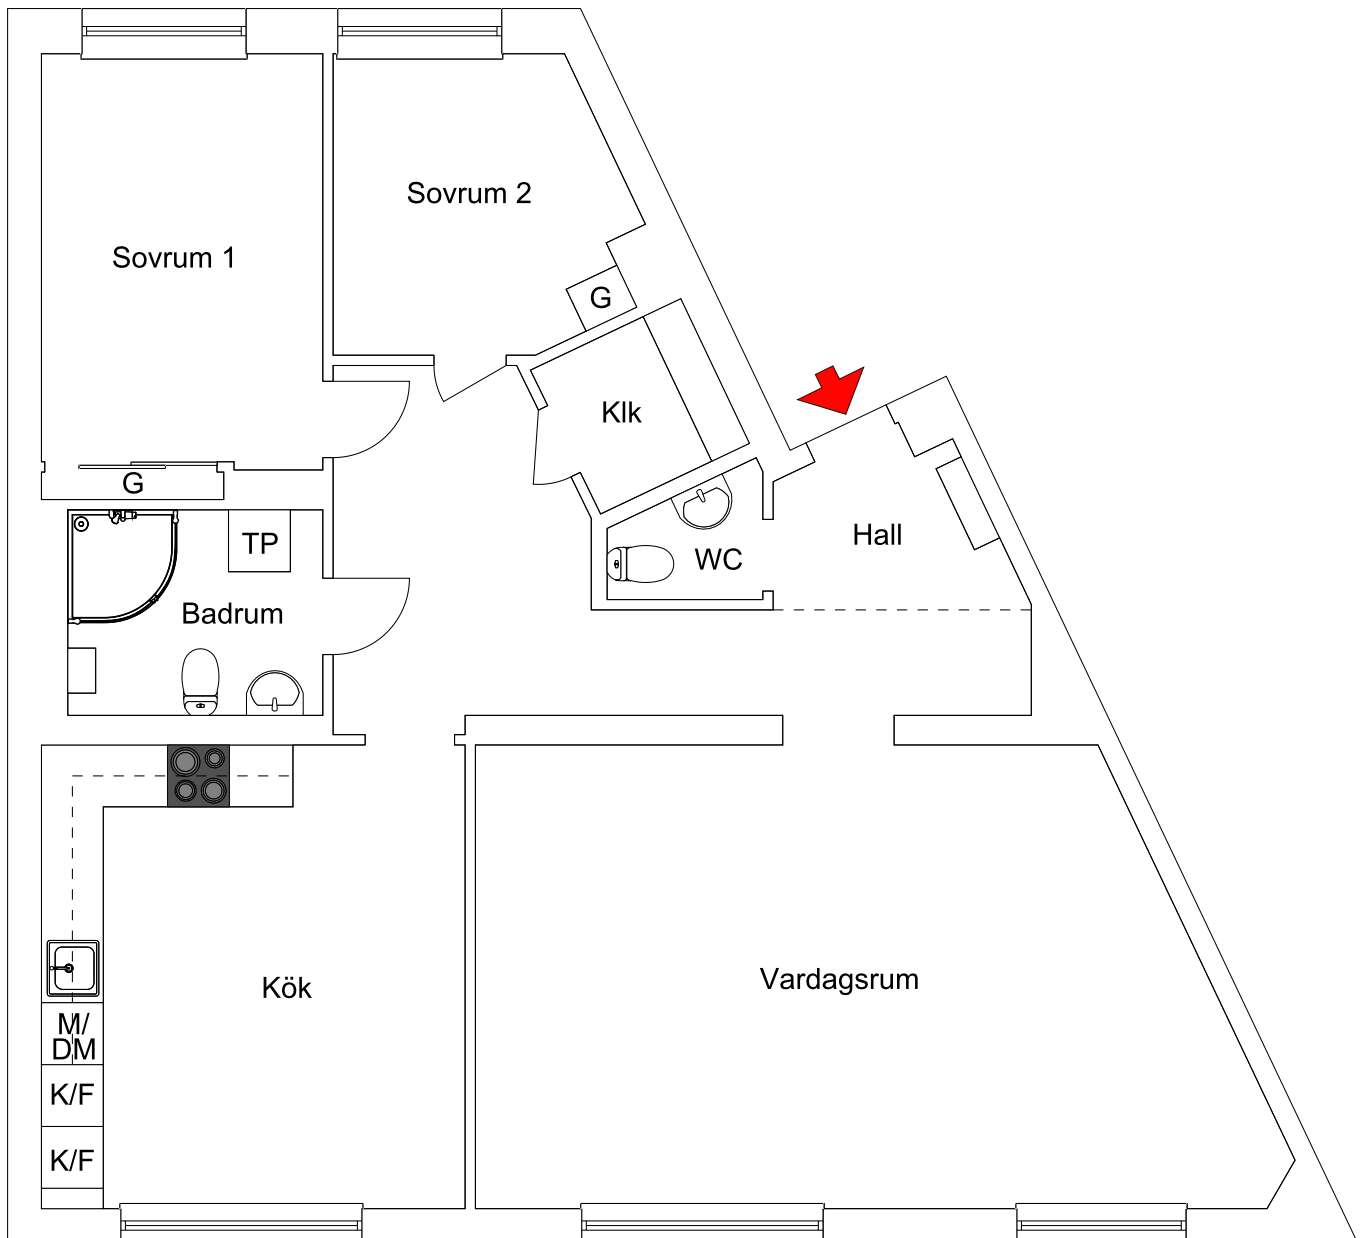 Sovrum 2
Sovrum 1
G
Klk
G
Hall
TP
WC
Badrum
Vardagsrum
Kök
M/
DM
K/F
K/F